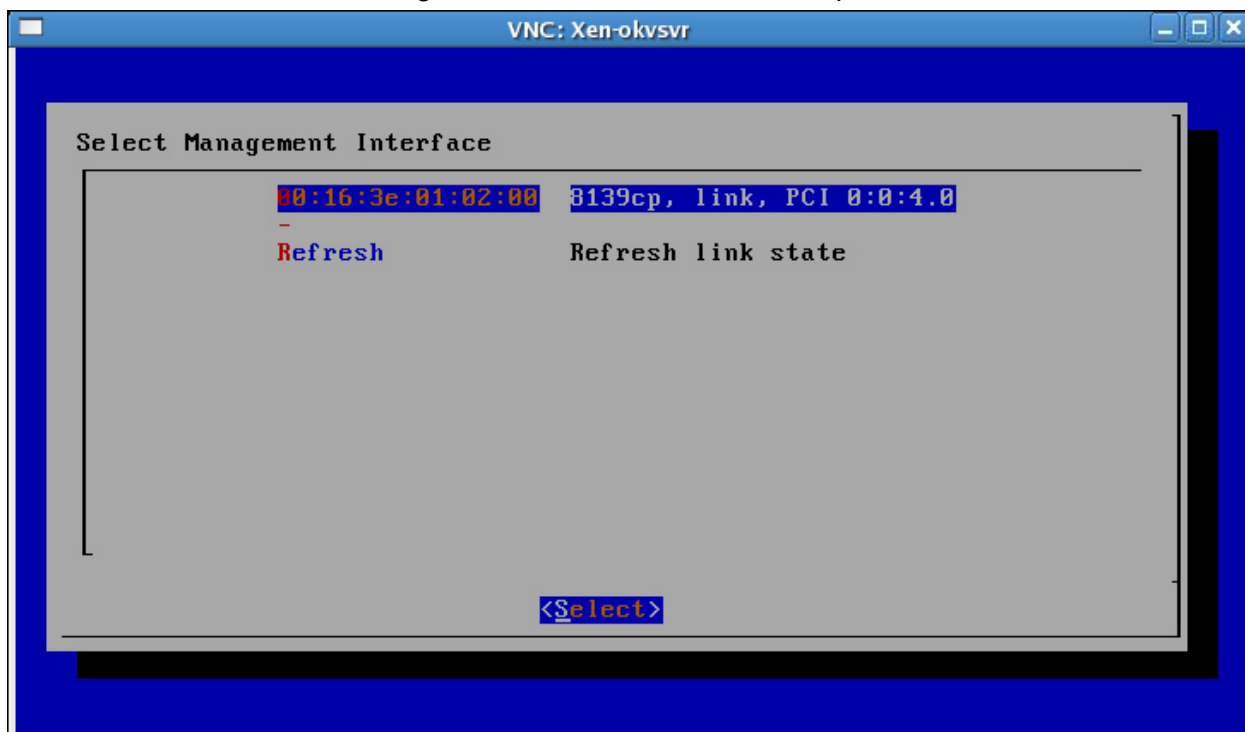 VNC: Xen-okvsvr
Select Management Interface
00:16:3e:01:02:00 8139cp, link, PCI 0:0:4.0
-
Refresh Refresh link state
<Select>